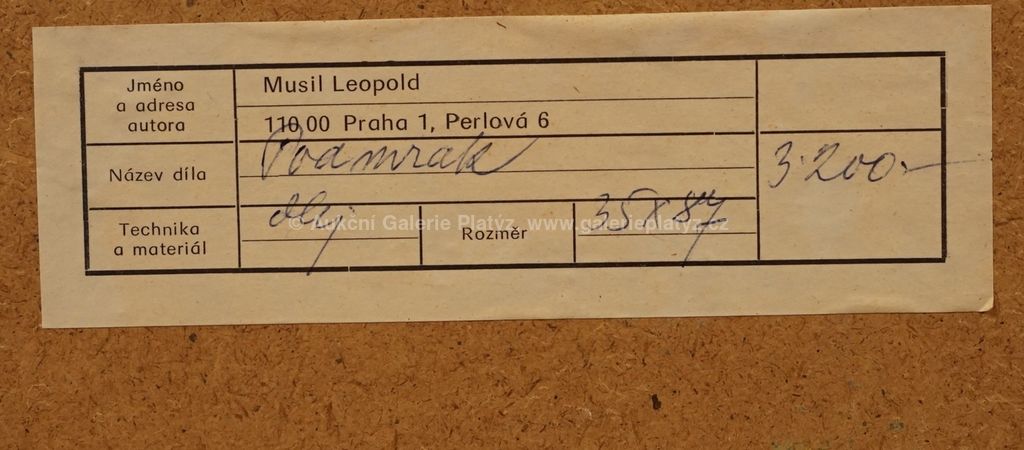 Jméno
a adresa
autora
Musil Leopold
110 00 Praha 1, Perlová 6
Název díla
Podmrak
3.200.-
Technika
a materiál
olej
Rozměr
35 x 87
© Aukční Galerie Platýz, www.galerieplatyz.cz